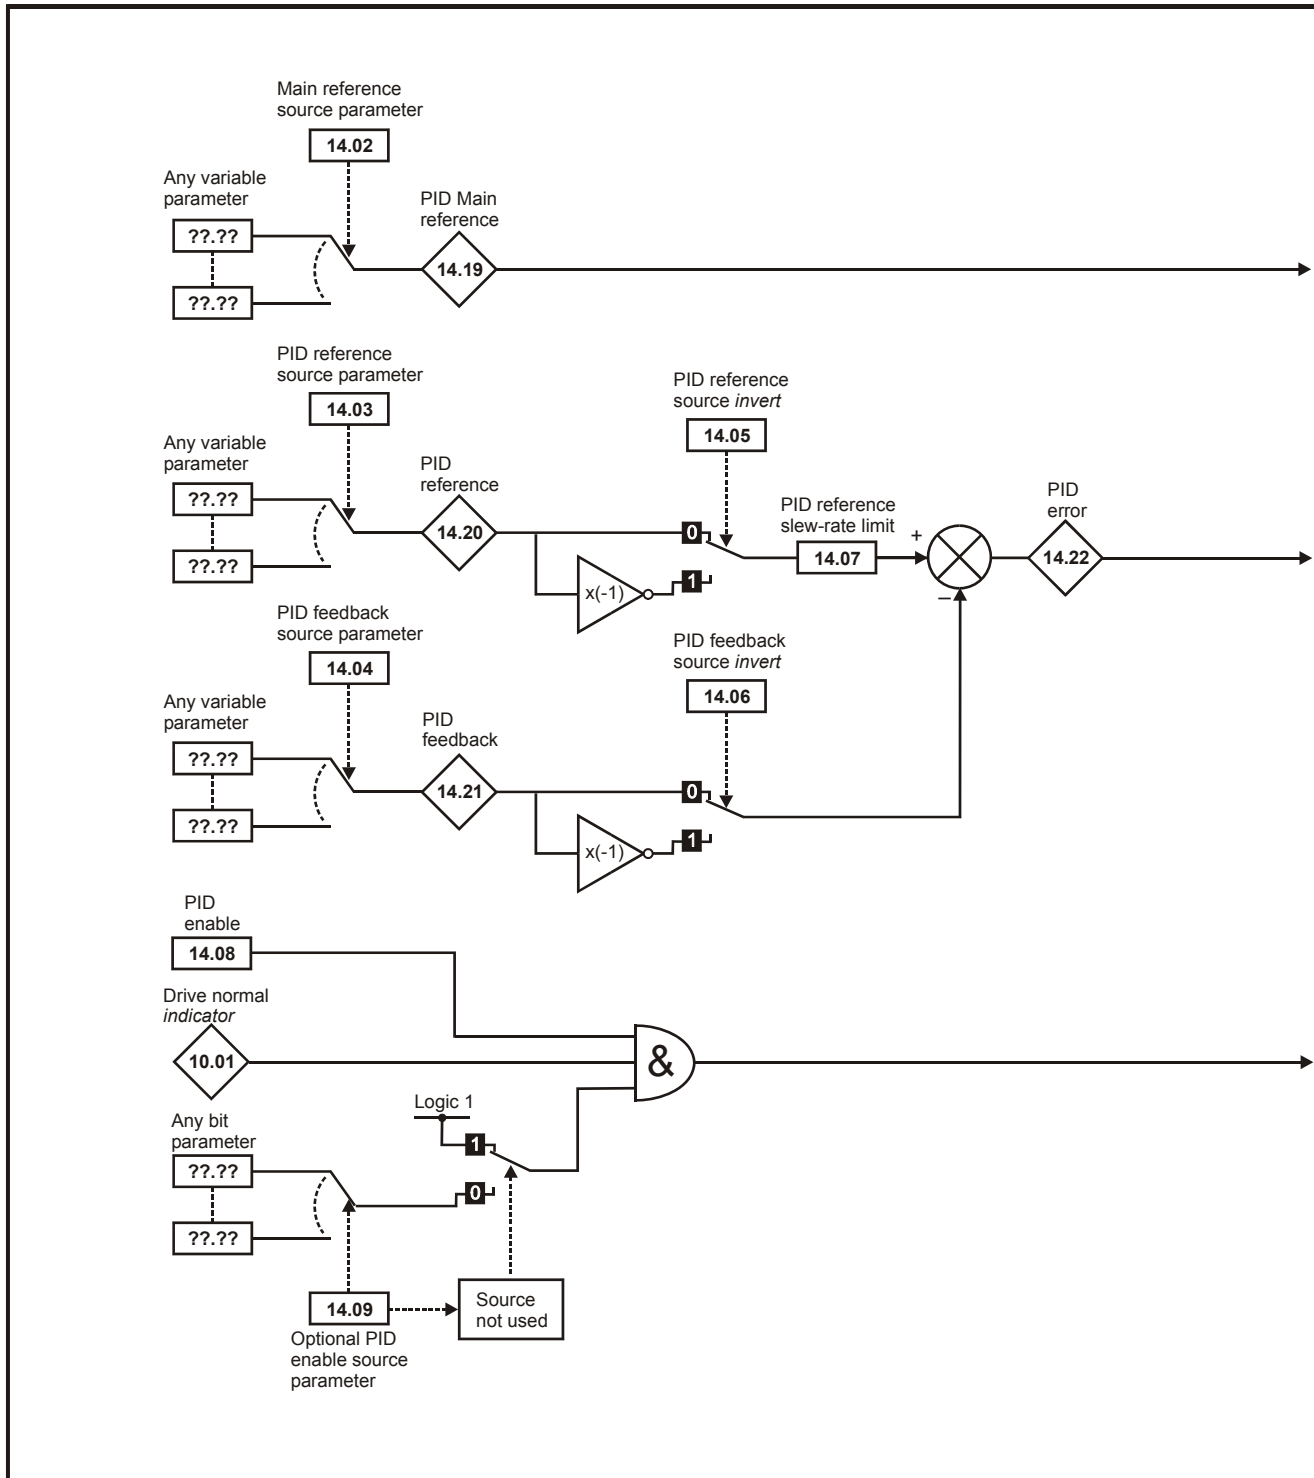 Main reference
source parameter
14.02
Any variable
parameter
??.??
??.??
PID Main
reference
14.19
PID reference
source parameter
14.03
Any variable
parameter
??.??
??.??
PID
reference
14.20
x(-1)
PID reference
source invert
14.05
0
1
PID reference
slew-rate limit
14.07
+
–
PID
error
14.22
PID feedback
source parameter
14.04
Any variable
parameter
??.??
??.??
PID
feedback
14.21
x(-1)
PID feedback
source invert
14.06
0
1
PID
enable
14.08
Drive normal
indicator
10.01
&
Logic 1
1
0
Any bit
parameter
??.??
??.??
14.09
Optional PID
enable source
parameter
Source
not used